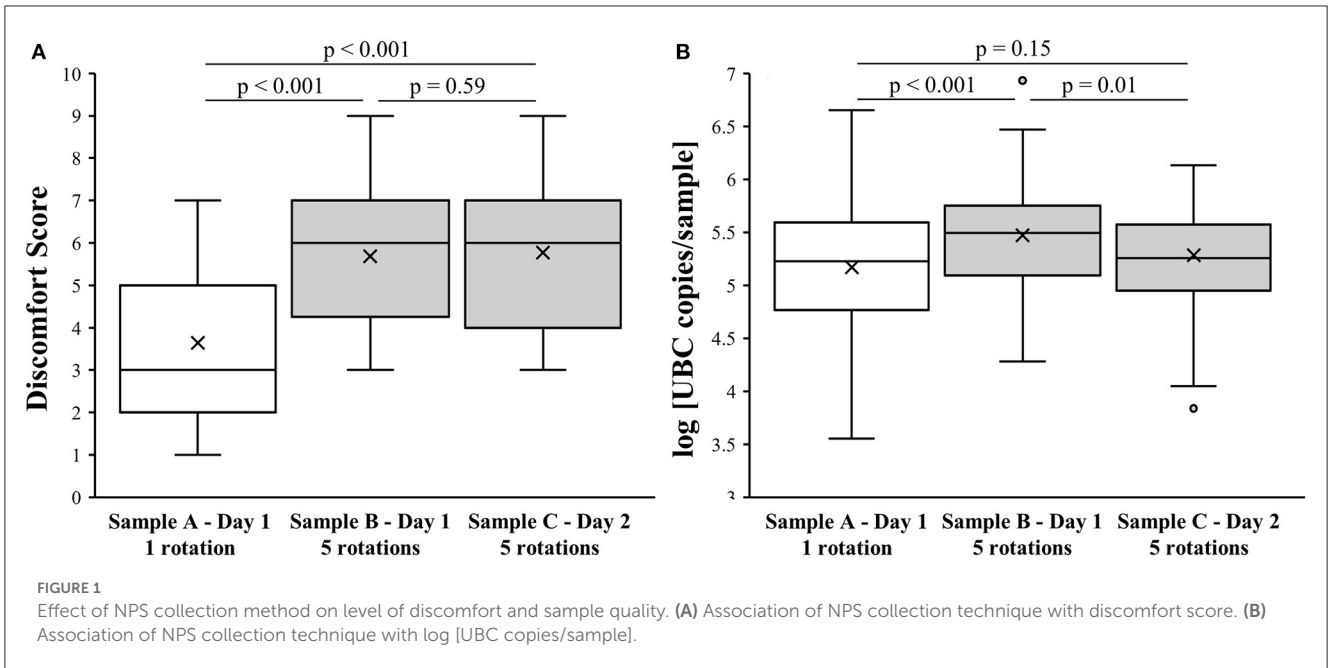 A
p < 0.001
p < 0.001
p = 0.59
10
9
8
7
6
5
4
3
2
1
0
Discomfort Score
Sample A - Day 1
1 rotation
Sample B - Day 1
5 rotations
Sample C - Day 2
5 rotations
B
p = 0.15
p < 0.001
p = 0.01
7
6.5
6
5.5
5
4.5
4
3.5
3
log [UBC copies/sample]
Sample A - Day 1
1 rotation
Sample B - Day 1
5 rotations
Sample C - Day 2
5 rotations
FIGURE 1
Effect of NPS collection method on level of discomfort and sample quality. (A) Association of NPS collection technique with discomfort score. (B)
Association of NPS collection technique with log [UBC copies/sample].